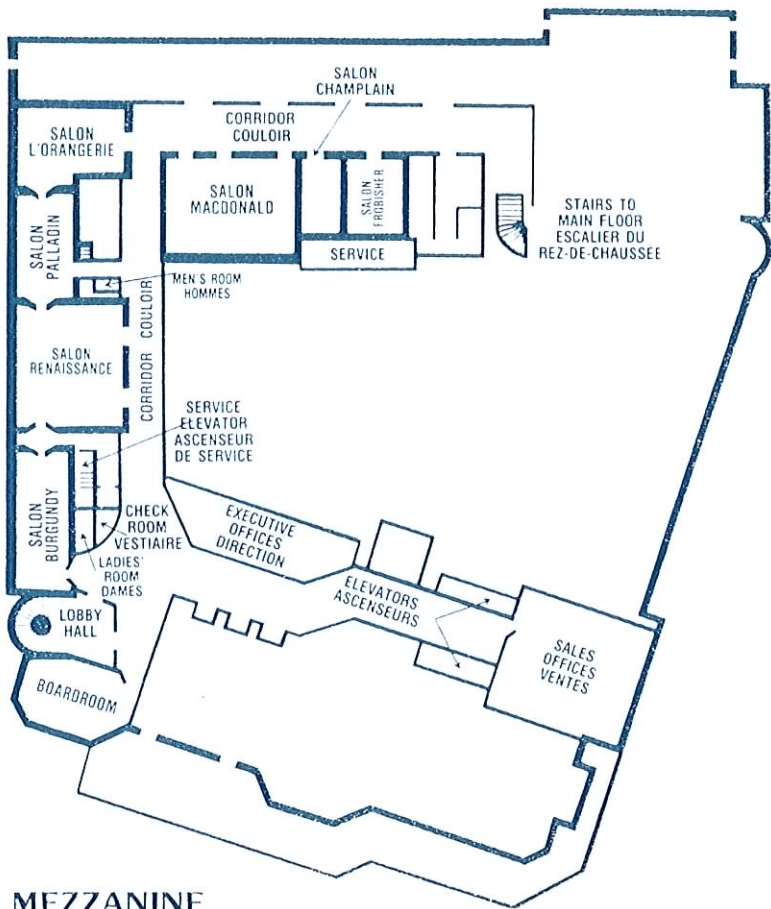 SALON
CHAMPLAIN
CORRIDOR
COULOIR
SALON
L'ORANGERIE
SALON
MACDONALD
SALON
FROBISHER
STAIRS TO
MAIN FLOOR
ESCALIER DU
REZ-DE-CHAUSSÉE
SALON
PALLADIN
SERVICE
MEN'S ROOM
HOMMES
CORRIDOR COULOIR
SALON
RENAISSANCE
SERVICE
ELEVATOR
ASCENSEUR
DE SERVICE
SALON
BURGUNDY
CHECK
ROOM
VESTIAIRE
LADIES'
ROOM
DAMES
EXECUTIVE
OFFICES
DIRECTION
ELEVATORS
ASCENSEURS
LOBBY
HALL
SALES
OFFICES
VENTES
BOARDROOM
MEZZANINE